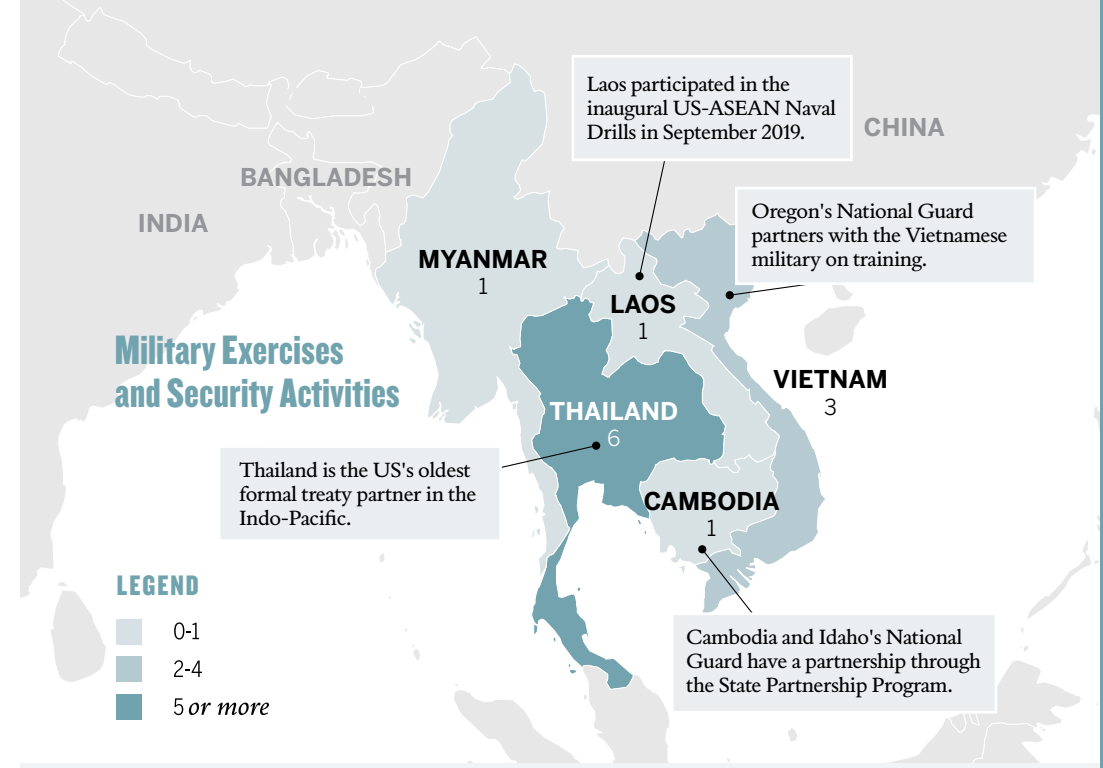 Laos participated in the
inaugural US-ASEAN Naval
Drills in September 2019.
CHINA
BANGLADESH
INDIA
Oregon's National Guard
partners with the Vietnamese
military on training.
MYANMAR
1
LAOS
1
Military Exercises
and Security Activities
VIETNAM
3
THAILAND
6
Thailand is the US's oldest
formal treaty partner in the
Indo-Pacific.
CAMBODIA
1
LEGEND
0-1
2-4
5 or more
Cambodia and Idaho's National
Guard have a partnership through
the State Partnership Program.